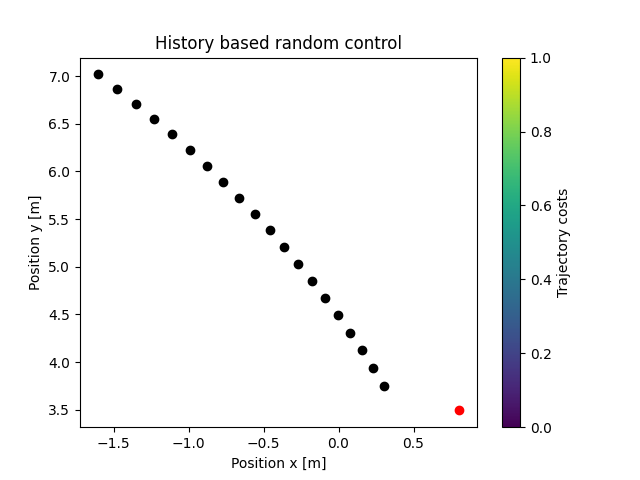 History based random control
7.0
6.5
6.0
5.5
5.0
4.5
4.0
3.5
Position y [m]
−1.5 −1.0 −0.5 0.0 0.5
Position x [m]
1.0
0.8
0.6
0.4
0.2
0.0
Trajectory costs